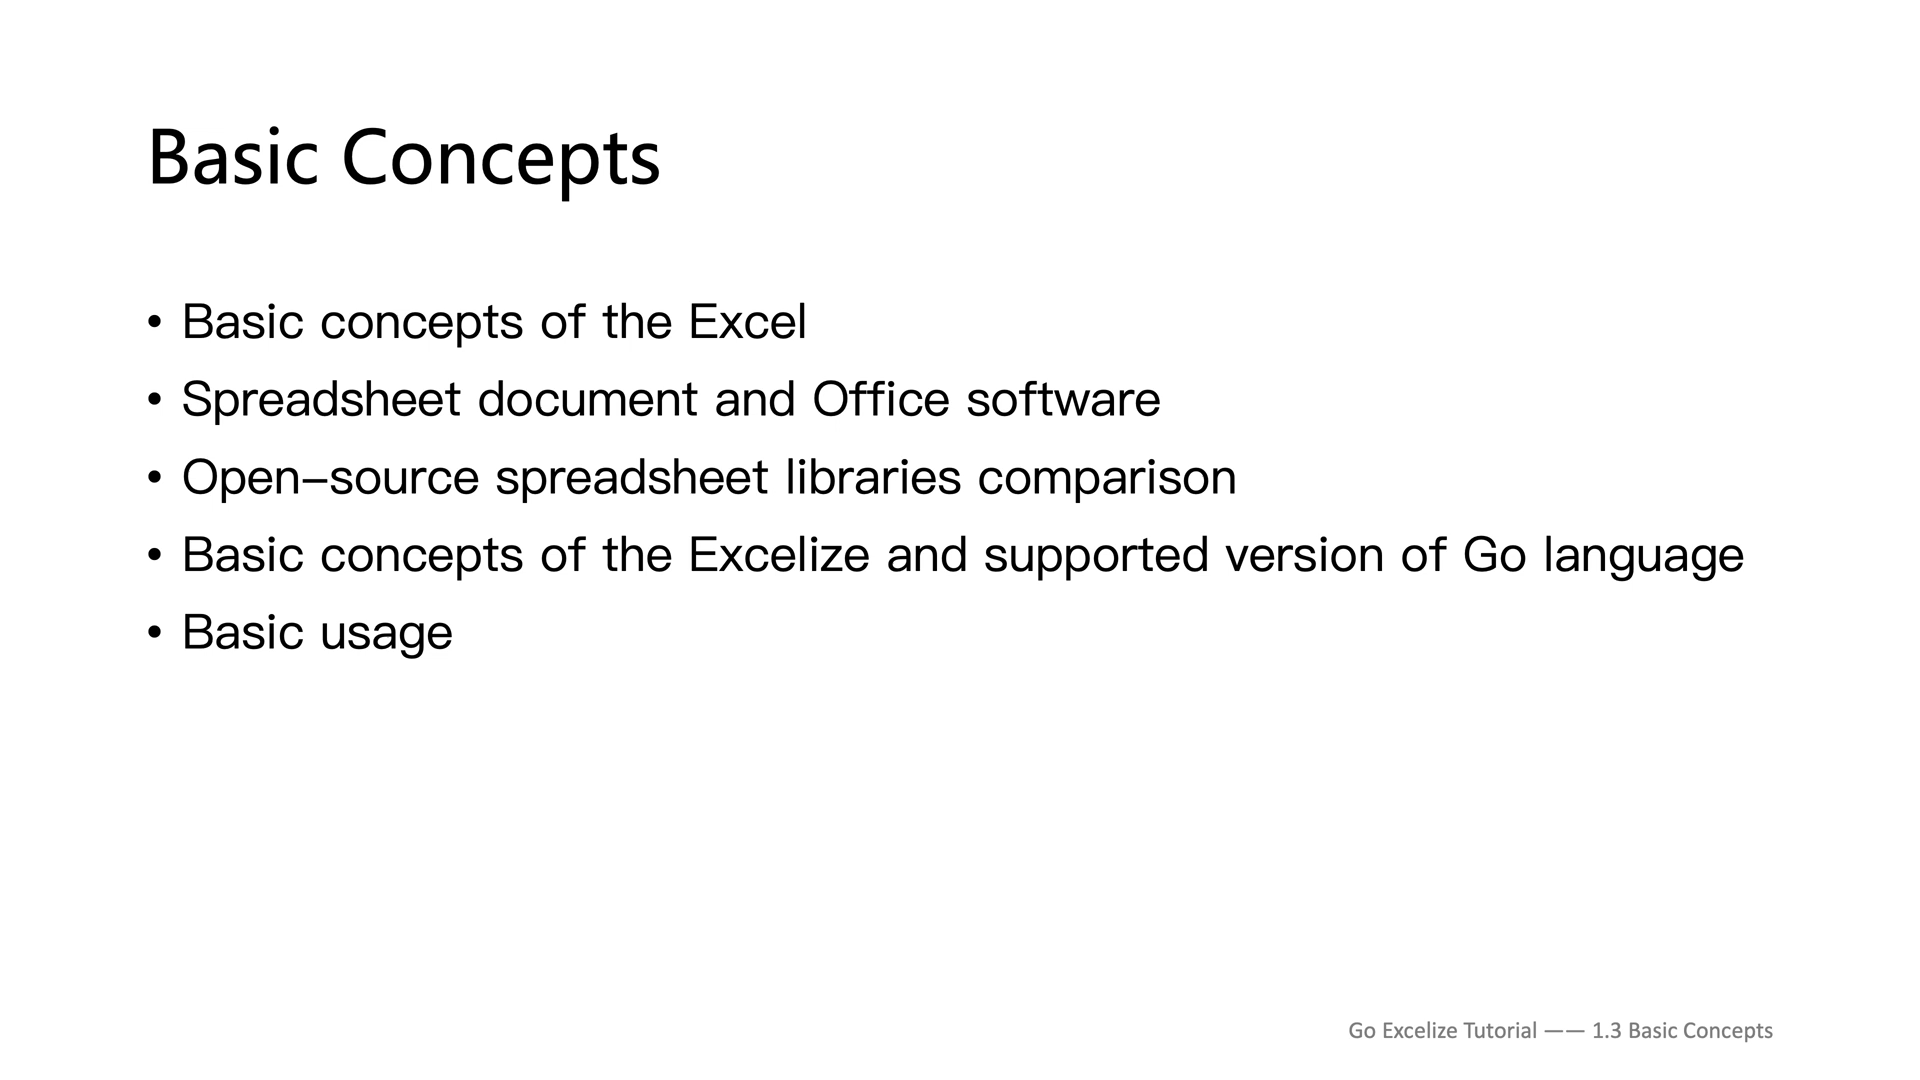 Basic Concepts
• Basic concepts of the Excel
• Spreadsheet document and Office software
• Open–source spreadsheet libraries comparison
• Basic concepts of the Excelize and supported version of Go language
• Basic usage
Go Excelize Tutorial —— 1.3 Basic Concepts